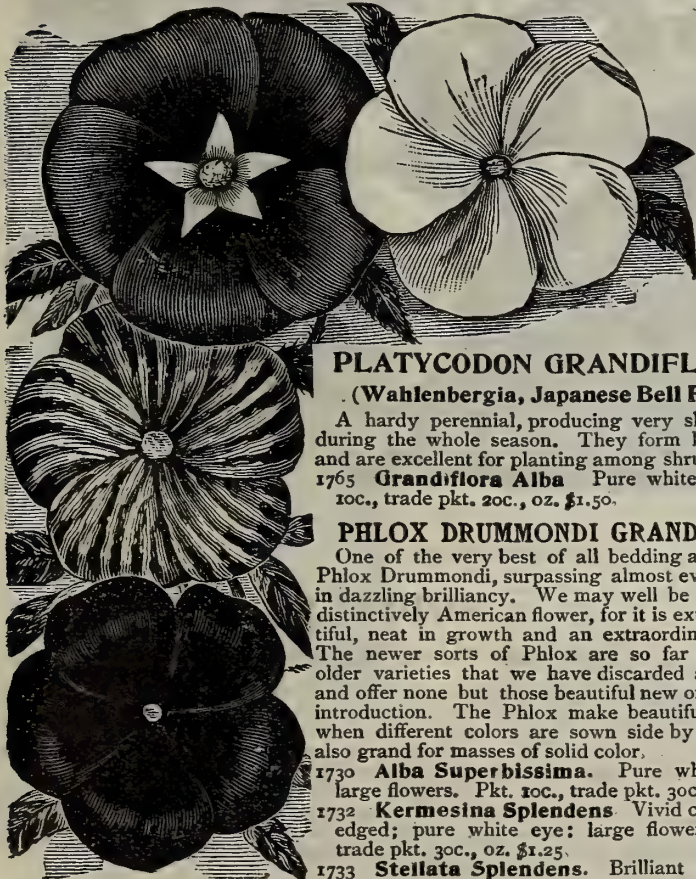 PLATYCODON GRANDIFL
. (Wahlenbergia, Japanese Bell F
A hardy perennial, producing very sh
during the whole season. They form l
and are excellent for planting among shru
1765 Grandiflora Alba Pure white
10c., trade pkt. 20c., oz. $1.50.
PHLOX DRUMMONDI GRAND
One of the very best of all bedding a
Phlox Drummondi, surpassing almost ev
in dazzling brilliancy. We may well be
distinctively American flower, for it is ex
tiful, neat in growth and an extraordin
The newer sorts of Phlox are so far
older varieties that we have discarded a
and offer none but those beautiful new o
introduction. The Phlox make beautifu
when different colors are sown side by
also grand for masses of solid color,
1730 Alba Superbissima. Pure wh
large flowers. Pkt. 10c., trade pkt. 30c
1732 Kermesina Splendens Vivid c
edged; pure white eye: large flowe
trade pkt. 30c., oz. $1.25.
1733 Stellata Splendens. Brilliant